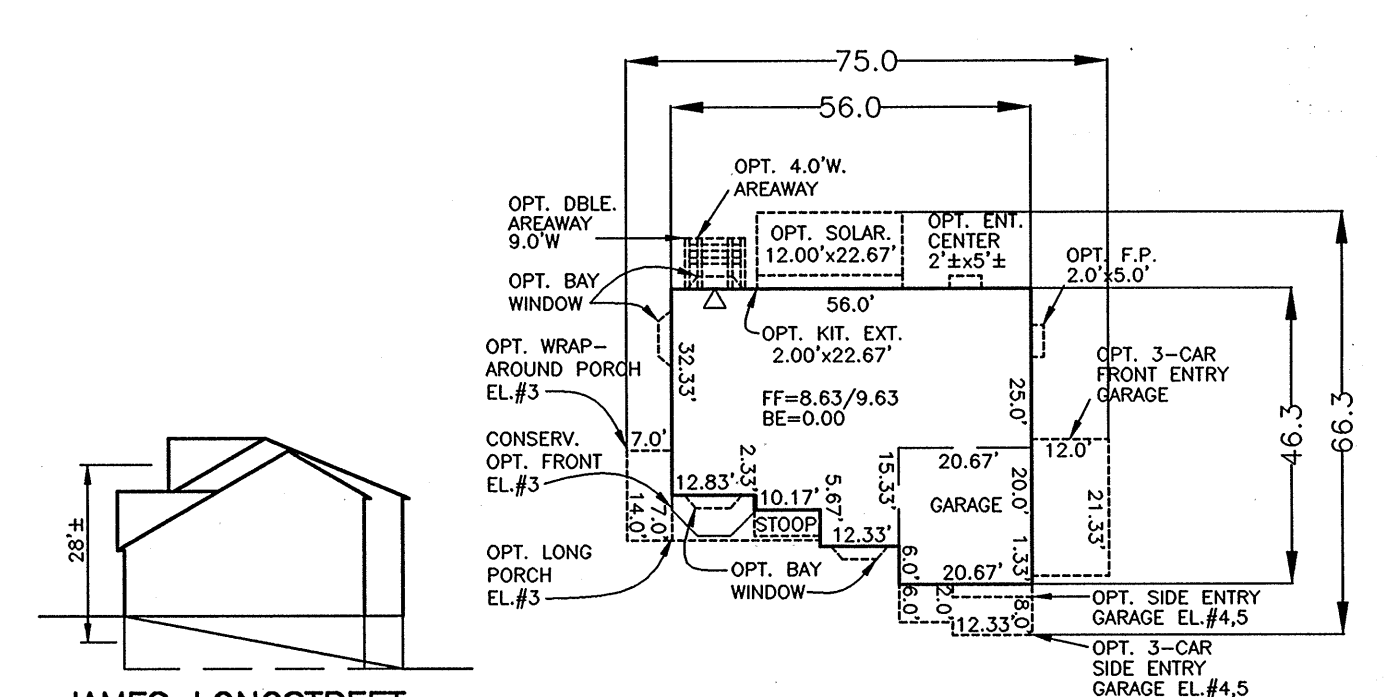 75.0
56.0
OPT. 4.0'W.
AREAWAY
OPT. DBLE.
AREAWAY
9.0'W
OPT. SOLAR.
12.00'x22.67'
OPT. ENT.
CENTER
2'±x5'±
OPT. F.P.
2.0'x5.0'
OPT. BAY
WINDOW
56.0'
OPT. KIT. EXT.
2.00'x22.67'
OPT. WRAP-
AROUND PORCH
EL.#3
32.33'
FF=8.63/9.63
BE=0.00
25.0'
OPT. 3-CAR
FRONT ENTRY
GARAGE
46.3
66.3
CONSERV.
OPT. FRONT
EL.#3
7.0'
12.83'
2.33'
10.17'
5.67'
15.33'
20.67'
20.0'
12.0'
GARAGE
21.33'
14.0'
7.0'
STOOP
12.33'
1.33'
6.0'
20.67'
OPT. LONG
PORCH
EL.#3
OPT. BAY
WINDOW
6.0'
2.0'
12.33'
8.0'
OPT. SIDE ENTRY
GARAGE EL.#4,5
OPT. 3-CAR
SIDE ENTRY
GARAGE EL.#4,5
28'±
JAMES LONGSTREET